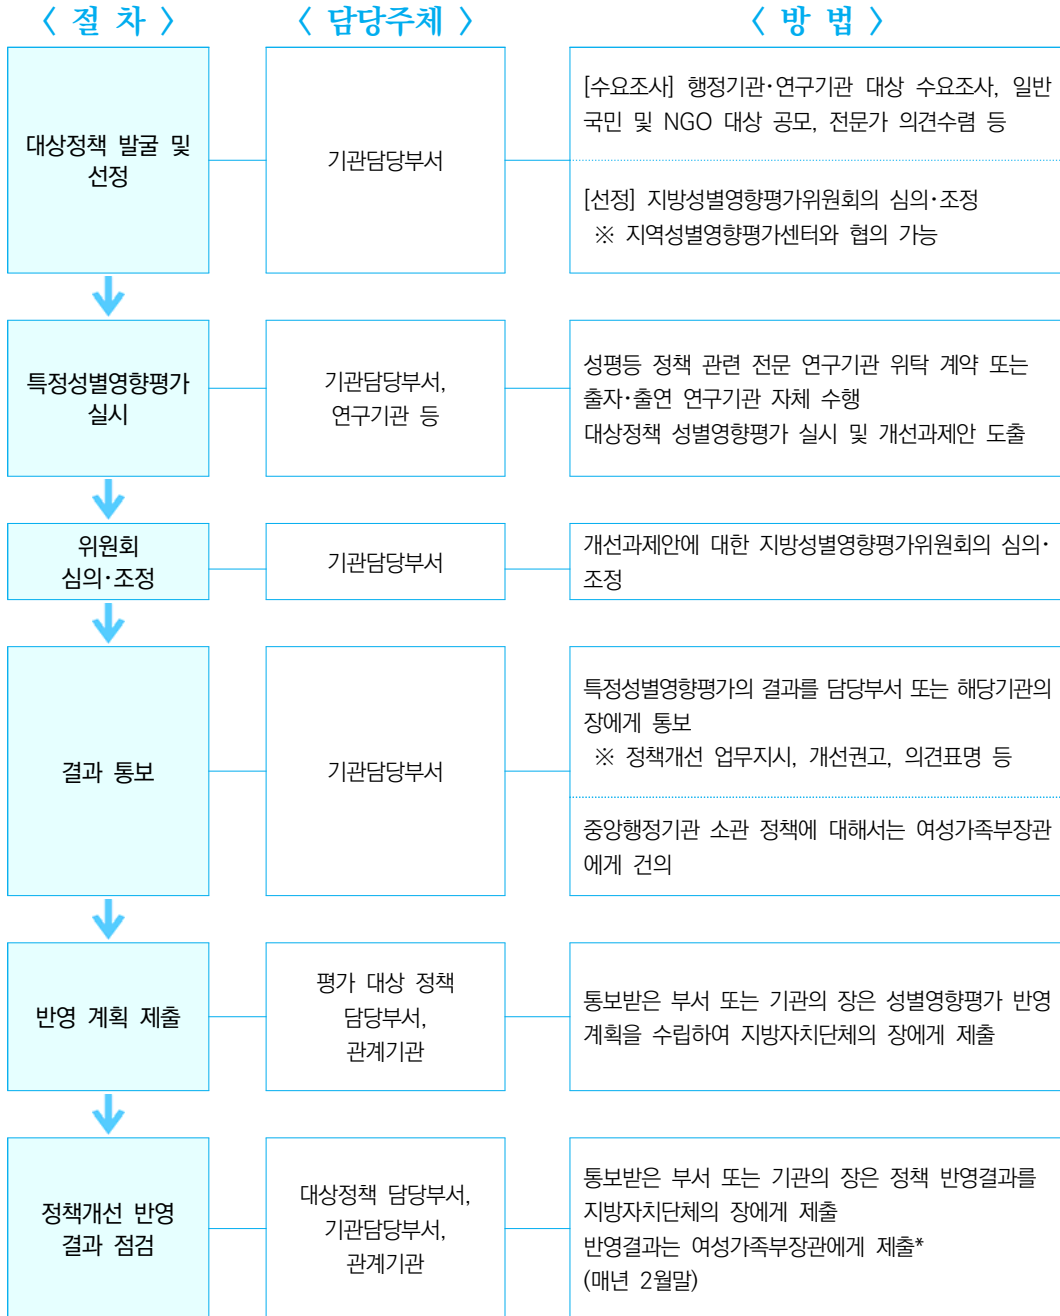 〈 절 차 〉
〈 담당주체 〉
〈 방 법 〉
대상정책 발굴 및
선정
기관담당부서
[수요조사] 행정기관･연구기관 대상 수요조사, 일반
국민 및 NGO 대상 공모, 전문가 의견수렴 등
[선정] 지방성별영향평가위원회의 심의･조정
※ 지역성별영향평가센터와 협의 가능
특정성별영향평가
실시
기관담당부서,
연구기관 등
성평등 정책 관련 전문 연구기관 위탁 계약 또는
출자･출연 연구기관 자체 수행
대상정책 성별영향평가 실시 및 개선과제안 도출
위원회
심의･조정
기관담당부서
개선과제안에 대한 지방성별영향평가위원회의 심의･
조정
결과 통보
기관담당부서
특정성별영향평가의 결과를 담당부서 또는 해당기관의
장에게 통보
※ 정책개선 업무지시, 개선권고, 의견표명 등
중앙행정기관 소관 정책에 대해서는 여성가족부장관
에게 건의
반영 계획 제출
평가 대상 정책
담당부서,
관계기관
통보받은 부서 또는 기관의 장은 성별영향평가 반영
계획을 수립하여 지방자치단체의 장에게 제출
정책개선 반영
결과 점검
대상정책 담당부서,
기관담당부서,
관계기관
통보받은 부서 또는 기관의 장은 정책 반영결과를
지방자치단체의 장에게 제출
반영결과는 여성가족부장관에게 제출*
(매년 2월말)